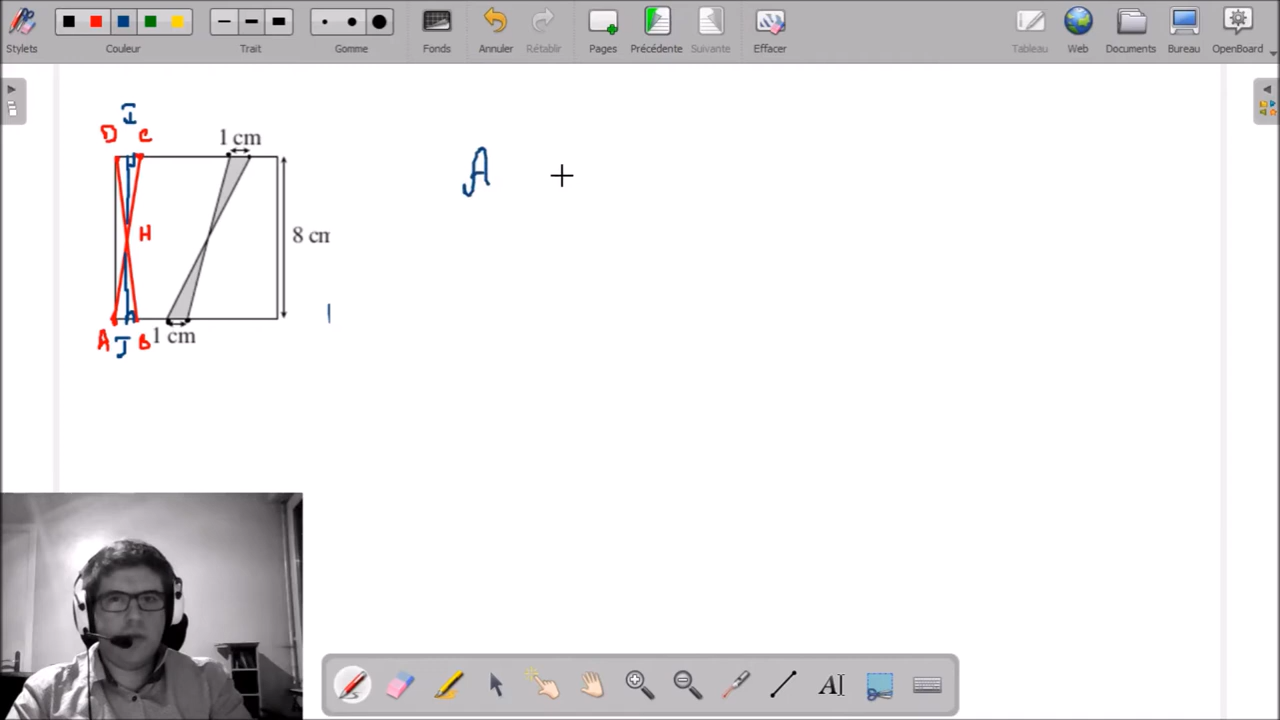 Stylets Couleur Trait Gomme Fonds Annuler Rétablir Pages Précédente Suivante Effacer Tableau Web Documents Bureau OpenBoard
I
D C 1 cm
A
H 8 cm
A J B 1 cm
AI